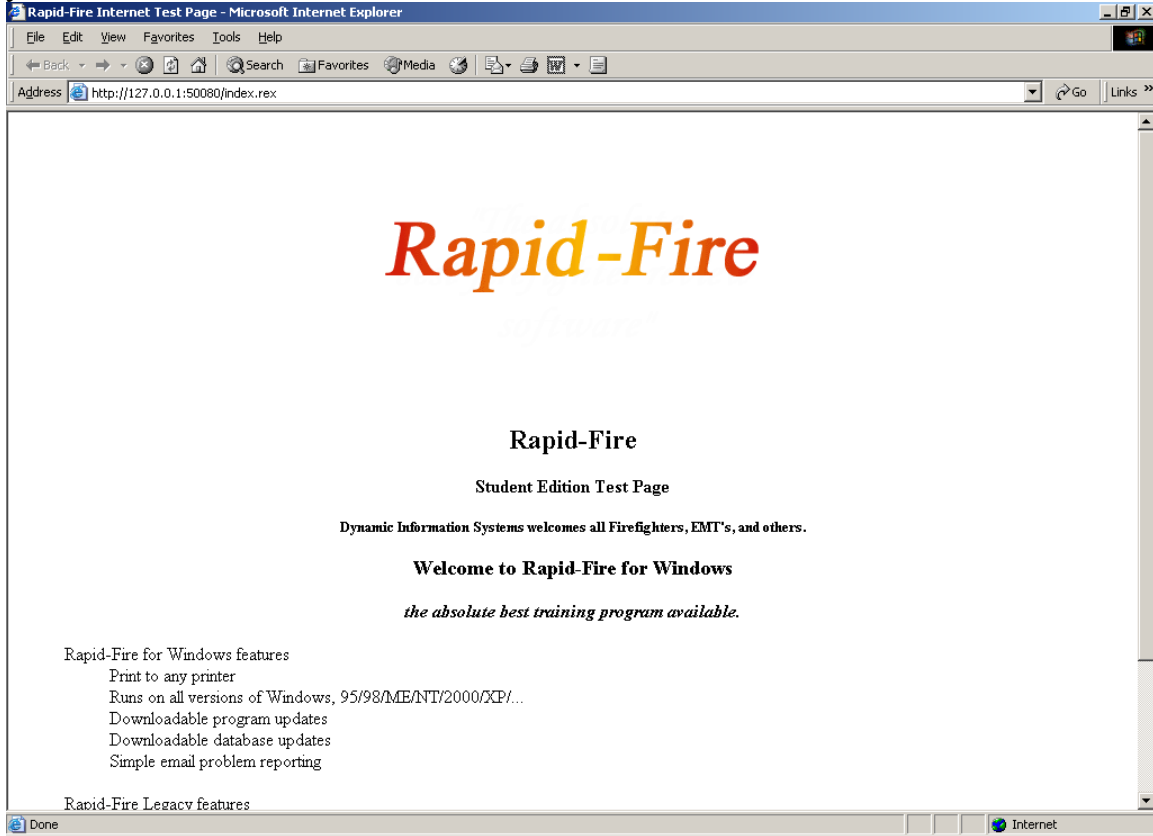 Rapid-Fire Internet Test Page - Microsoft Internet Explorer
File Edit View Favorites Tools Help
Back Search Favorites Media
Address http://127.0.0.1:50080/index.rex Go Links »
Rapid-Fire
software"
Rapid-Fire
Student Edition Test Page
Dynamic Information Systems welcomes all Firefighters, EMT's, and others.
Welcome to Rapid-Fire for Windows
the absolute best training program available.
Rapid-Fire for Windows features
Print to any printer
Runs on all versions of Windows, 95/98/ME/NT/2000/XP/...
Downloadable program updates
Downloadable database updates
Simple email problem reporting
Rapid-Fire Legacy features
Done Internet